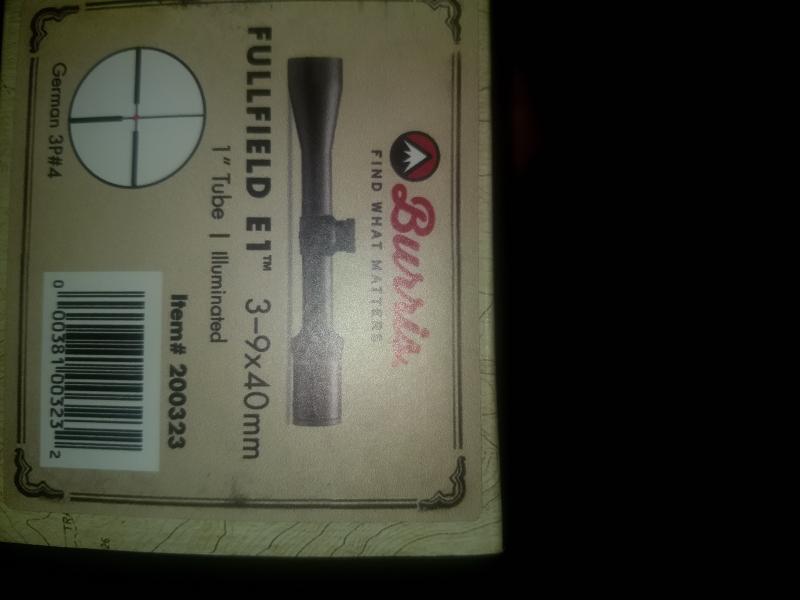 Burris
FIND WHAT MATTERS
FULLFIELD E1™ 3-9x40mm
1" Tube | Illuminated
Item# 200323
German 3P#4
0 00381 00323 2